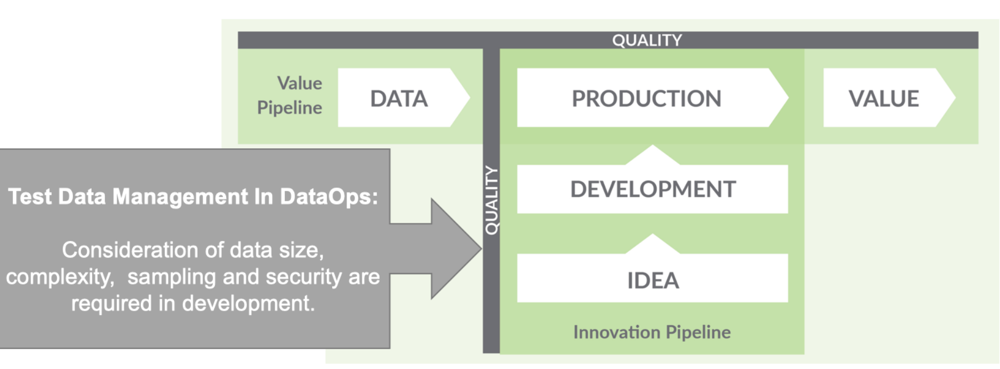 QUALITY
Value
Pipeline
DATA
PRODUCTION
VALUE
QUALITY
DEVELOPMENT
IDEA
Innovation Pipeline
Test Data Management In DataOps:
Consideration of data size,
complexity,  sampling and security are
required in development.